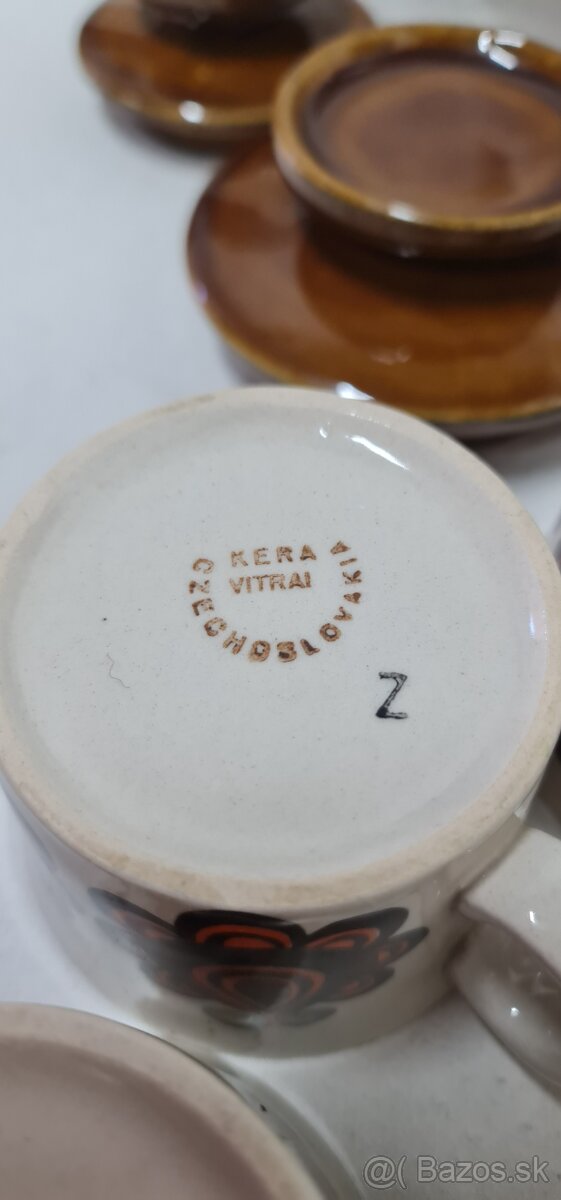 KERA
VITRAI
CZECHOSLOVAKIA
Z
@( Bazos.sk